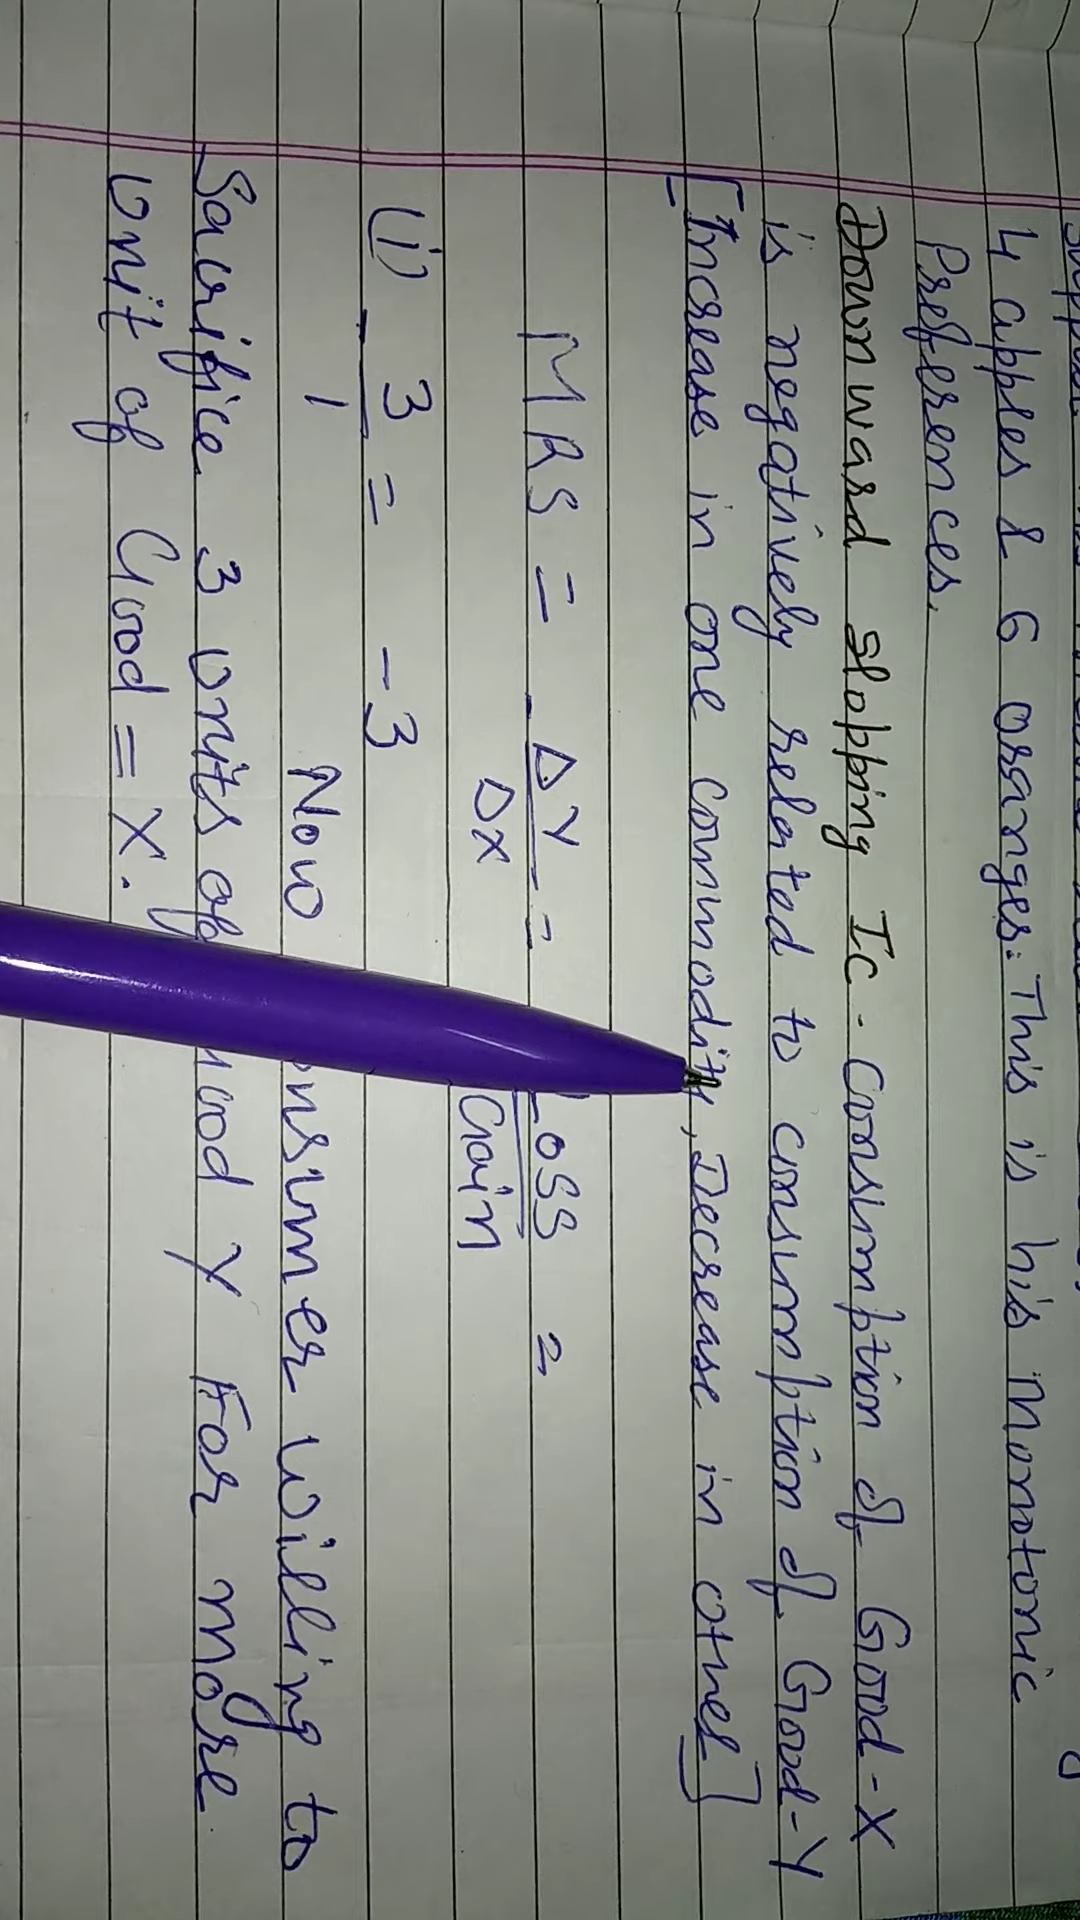 4 apples & 6 oranges. This is his Monotonic
Preferences.
Downward slopping Ic - Consumption of Good-X
is negatively related to consumption of Good-Y
[Increase in one commodity, Decrease in other]
MRS = - ΔY/ΔX = Loss/Gain =
(i) -3/1 = -3
Now consumer willing to
Sacrifice 3 units of Good Y For more
unit of Good = X.